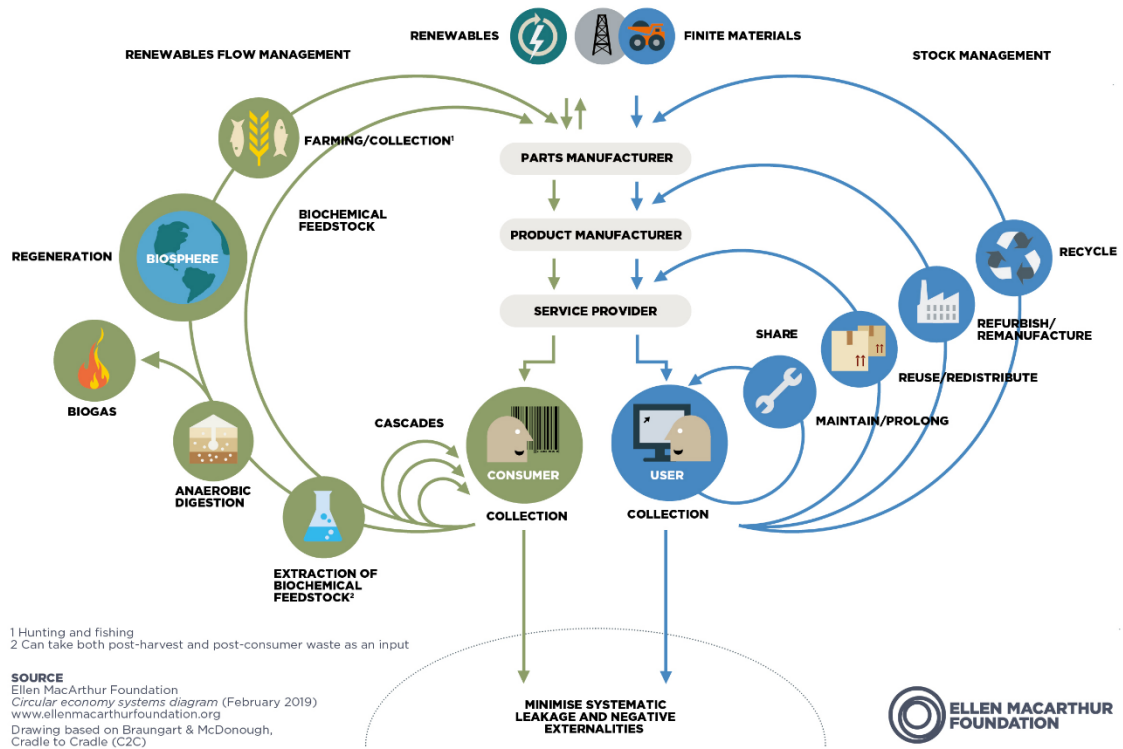 RENEWABLES
FINITE MATERIALS
RENEWABLES FLOW MANAGEMENT
STOCK MANAGEMENT
FARMING/COLLECTION¹
PARTS MANUFACTURER
BIOCHEMICAL
FEEDSTOCK
PRODUCT MANUFACTURER
REGENERATION
BIOSPHERE
RECYCLE
SERVICE PROVIDER
SHARE
REFURBISH/
REMANUFACTURE
REUSE/REDISTRIBUTE
BIOGAS
CASCADES
MAINTAIN/PROLONG
CONSUMER
USER
ANAEROBIC
DIGESTION
COLLECTION
COLLECTION
EXTRACTION OF
BIOCHEMICAL
FEEDSTOCK²
1 Hunting and fishing
2 Can take both post-harvest and post-consumer waste as an input
SOURCE
Ellen MacArthur Foundation
Circular economy systems diagram (February 2019)
www.ellenmacarthurfoundation.org
Drawing based on Braungart & McDonough,
Cradle to Cradle (C2C)
MINIMISE SYSTEMATIC
LEAKAGE AND NEGATIVE
EXTERNALITIES
ELLEN MACARTHUR
FOUNDATION